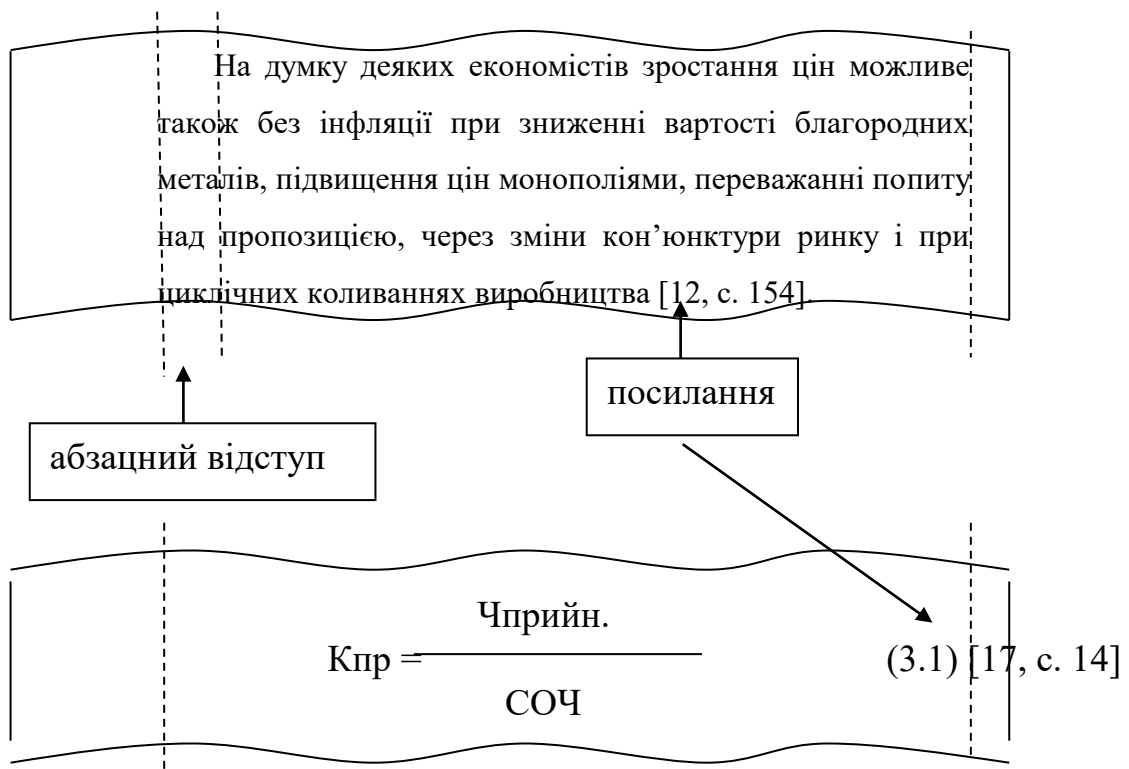 На думку деяких економістів зростання цін можливе
також без інфляції при зниженні вартості благородних
металів, підвищення цін монополіями, переважанні попиту
над пропозицією, через зміни кон’юнктури ринку і при
циклічних коливаннях виробництва [12, с. 154].
посилання
абзацний відступ
Чприйн.
Кпр = (3.1) [17, с. 14]
СОЧ